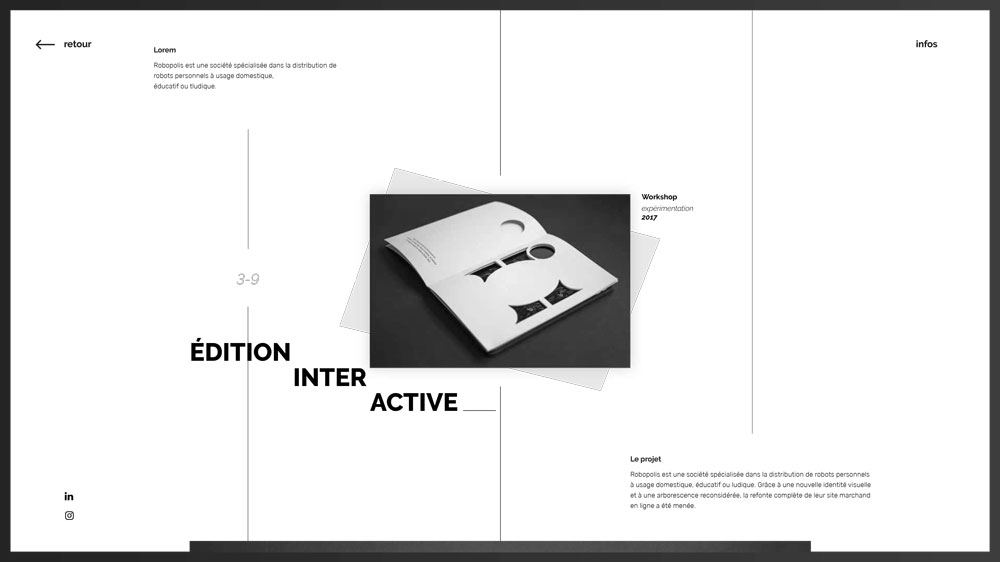 retour
infos
Lorem
Robopolis est une société spécialisée dans la distribution de
robots personnels à usage domestique,
éducatif ou tludique.
Workshop
expérimentation
2017
3-9
ÉDITION
INTER
ACTIVE
Le projet
Robopolis est une société spécialisée dans la distribution de robots personnels
à usage domestique, éducatif ou ludique. Grâce à une nouvelle identité visuelle
et à une arborescence reconsidérée, la refonte complète de leur site marchand
en ligne a été menée.
in